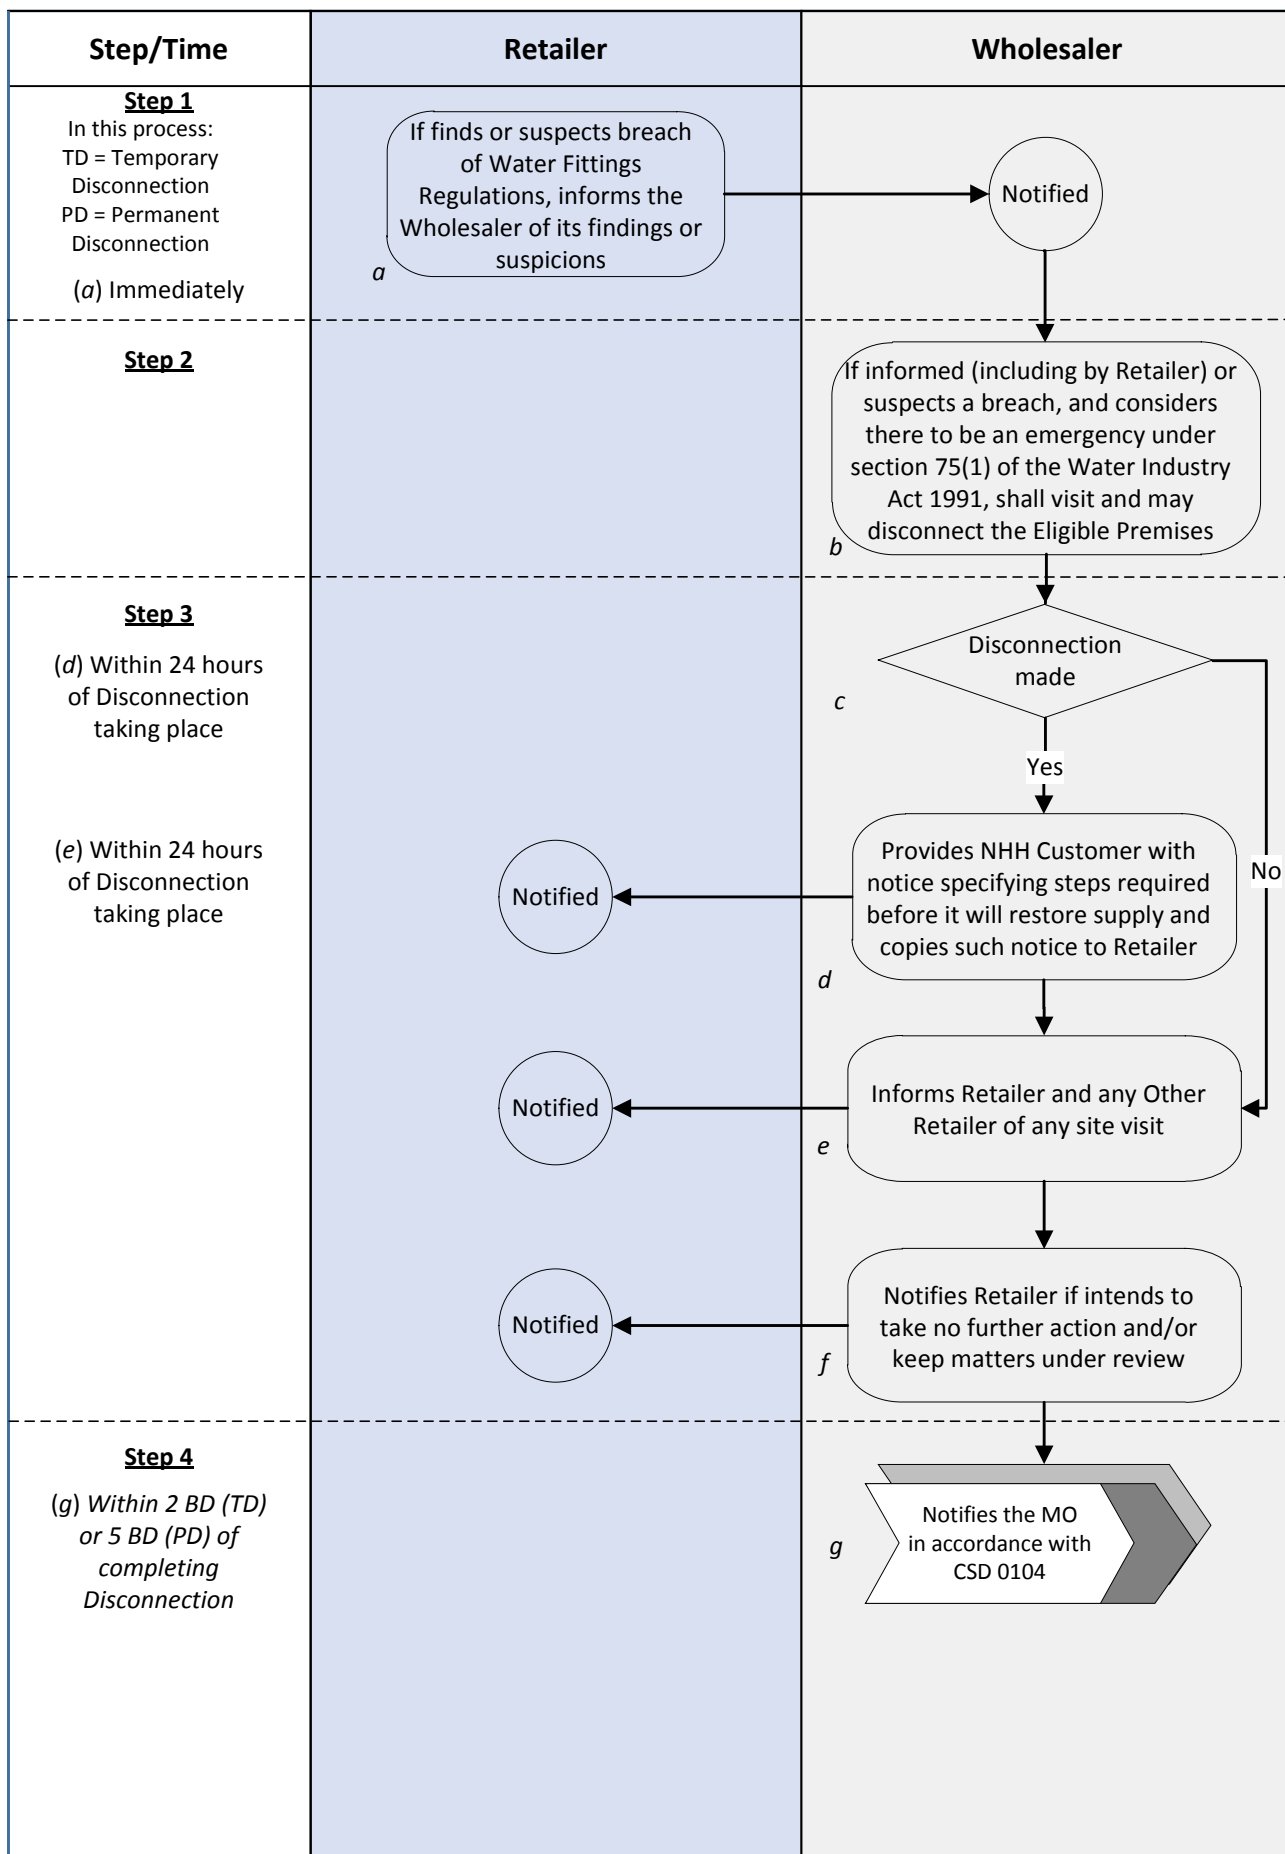 Step/Time
Retailer
Wholesaler
Step 1
In this process:
TD = Temporary
Disconnection
PD = Permanent
Disconnection
(a) Immediately
If finds or suspects breach
of Water Fittings
Regulations, informs the
Wholesaler of its findings or
suspicions
a
Notified
Step 2
If informed (including by Retailer) or
suspects a breach, and considers
there to be an emergency under
section 75(1) of the Water Industry
Act 1991, shall visit and may
disconnect the Eligible Premises
b
Step 3
(d) Within 24 hours
of Disconnection
taking place
Disconnection
made
c
Yes
No
(e) Within 24 hours
of Disconnection
taking place
Notified
Provides NHH Customer with
notice specifying steps required
before it will restore supply and
copies such notice to Retailer
d
Notified
Informs Retailer and any Other
Retailer of any site visit
e
Notified
Notifies Retailer if intends to
take no further action and/or
keep matters under review
f
Step 4
(g) Within 2 BD (TD)
or 5 BD (PD) of
completing
Disconnection
Notifies the MO
in accordance with
CSD 0104
g